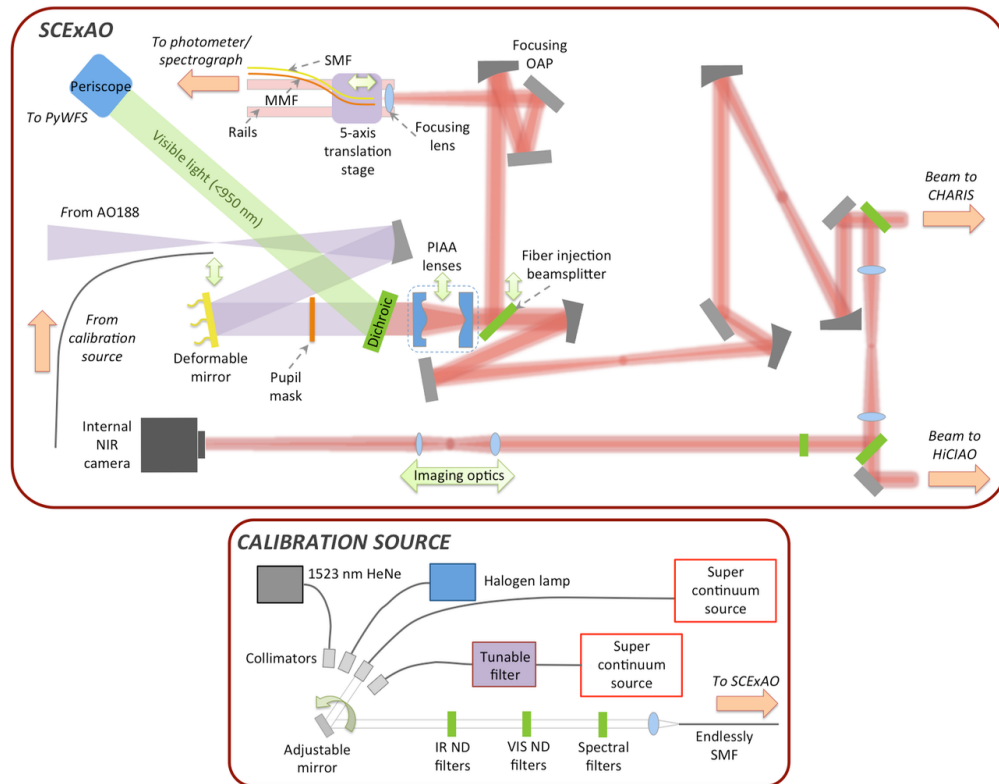 SCExAO
To photometer/
spectrograph
SMF
MMF
Rails
5-axis
translation
stage
Focusing
lens
Focusing
OAP
Periscope
To PyWFS
Visible light (<950 nm)
From AO188
From
calibration
source
Deformable
mirror
Pupil
mask
Dichroic
PIAA
lenses
Fiber injection
beamsplitter
Beam to
CHARIS
Internal
NIR
camera
Imaging optics
Beam to
HiCIAO
CALIBRATION SOURCE
1523 nm HeNe
Halogen lamp
Super
continuum
source
Collimators
Tunable
filter
Super
continuum
source
To SCExAO
Adjustable
mirror
IR ND
filters
VIS ND
filters
Spectral
filters
Endlessly
SMF